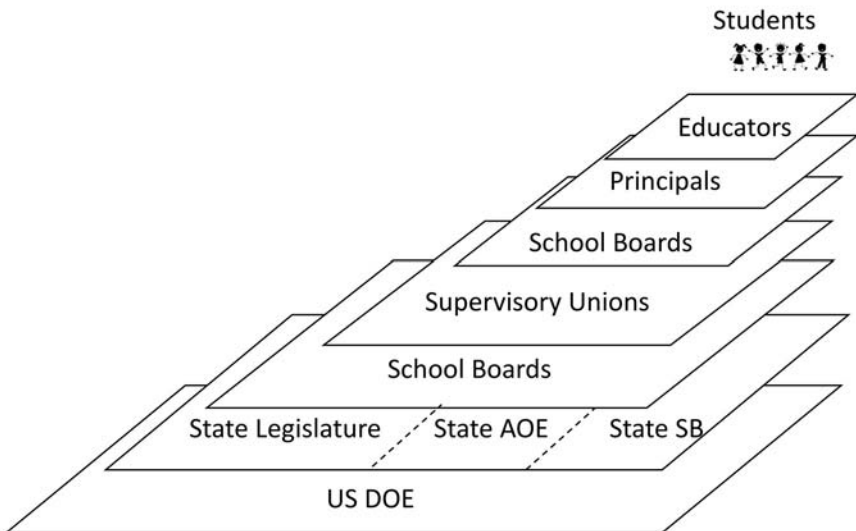 Students
Educators
Principals
School Boards
Supervisory Unions
School Boards
State Legislature State AOE State SB
US DOE